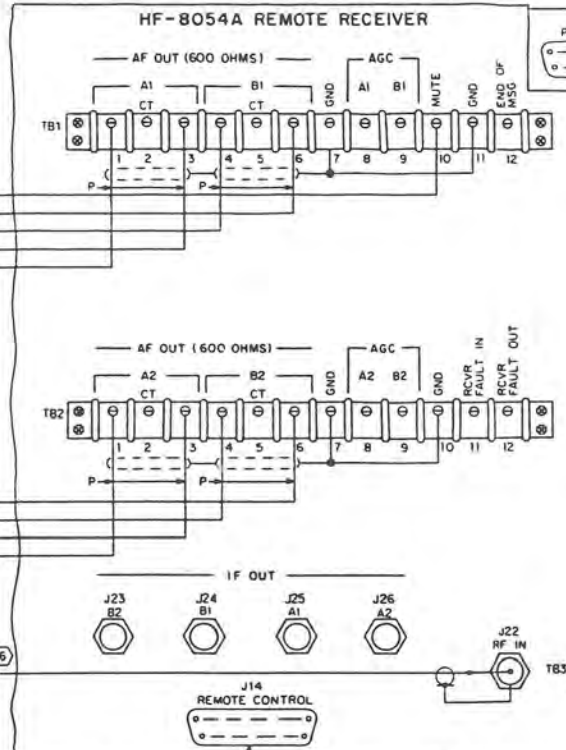 HF-8054A REMOTE RECEIVER
P
AF OUT (600 OHMS)
AGC
A1
B1
GND
A1
B1
MUTE
GND
END OF
MSG
CT
CT
TB1
1 2 3 4 5 6 7 8 9 10 11 12
P
P
AF OUT (600 OHMS)
AGC
A2
B2
GND
A2
B2
GND
RCVR
FAULT IN
RCVR
FAULT OUT
CT
CT
TB2
1 2 3 4 5 6 7 8 9 10 11 12
P
P
IF OUT
J23
B2
J24
B1
J25
A1
J26
A2
J22
RF IN
6
TB3
J14
REMOTE CONTROL